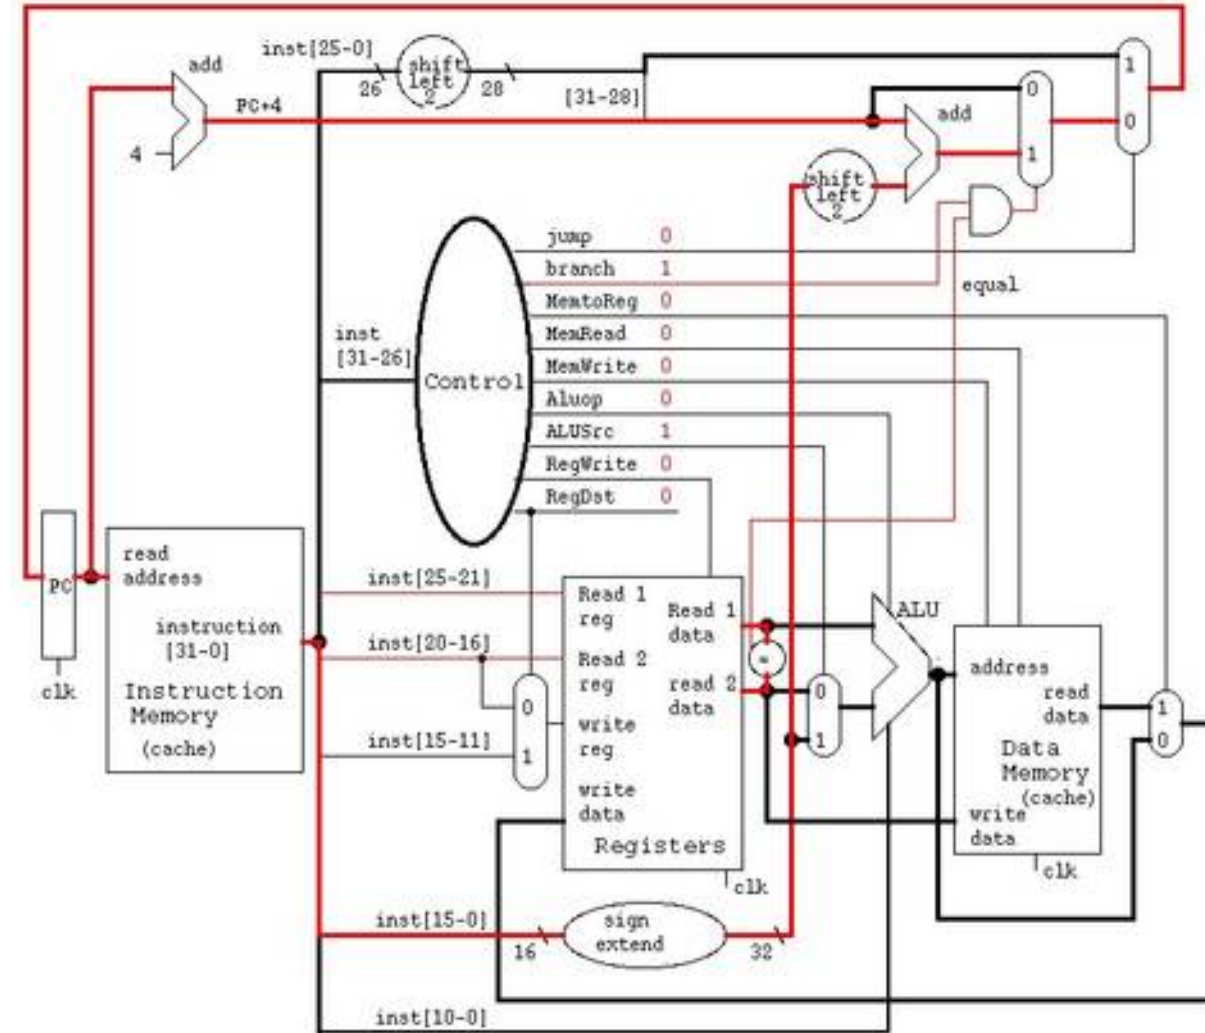 inst[25-0]
shift
left
2
26
28
[31-28]
add
PC+4
4
1
0
0
1
add
shift
left
2
jump 0
branch 1
MemtoReg 0
MemRead 0
MemWrite 0
Aluop 0
ALUSrc 1
RegWrite 0
RegDst 0
equal
inst
[31-26]
Control
PC
clk
read
address
instruction
[31-0]
Instruction
Memory
(cache)
inst[25-21]
inst[20-16]
inst[15-11]
0
1
Read 1
reg
Read 2
reg
write
reg
write
data
Read 1
data
read 2
data
Registers
clk
=
0
1
ALU
address
read
data
Data
Memory
(cache)
write
data
clk
1
0
inst[15-0]
16
sign
extend
32
inst[10-0]